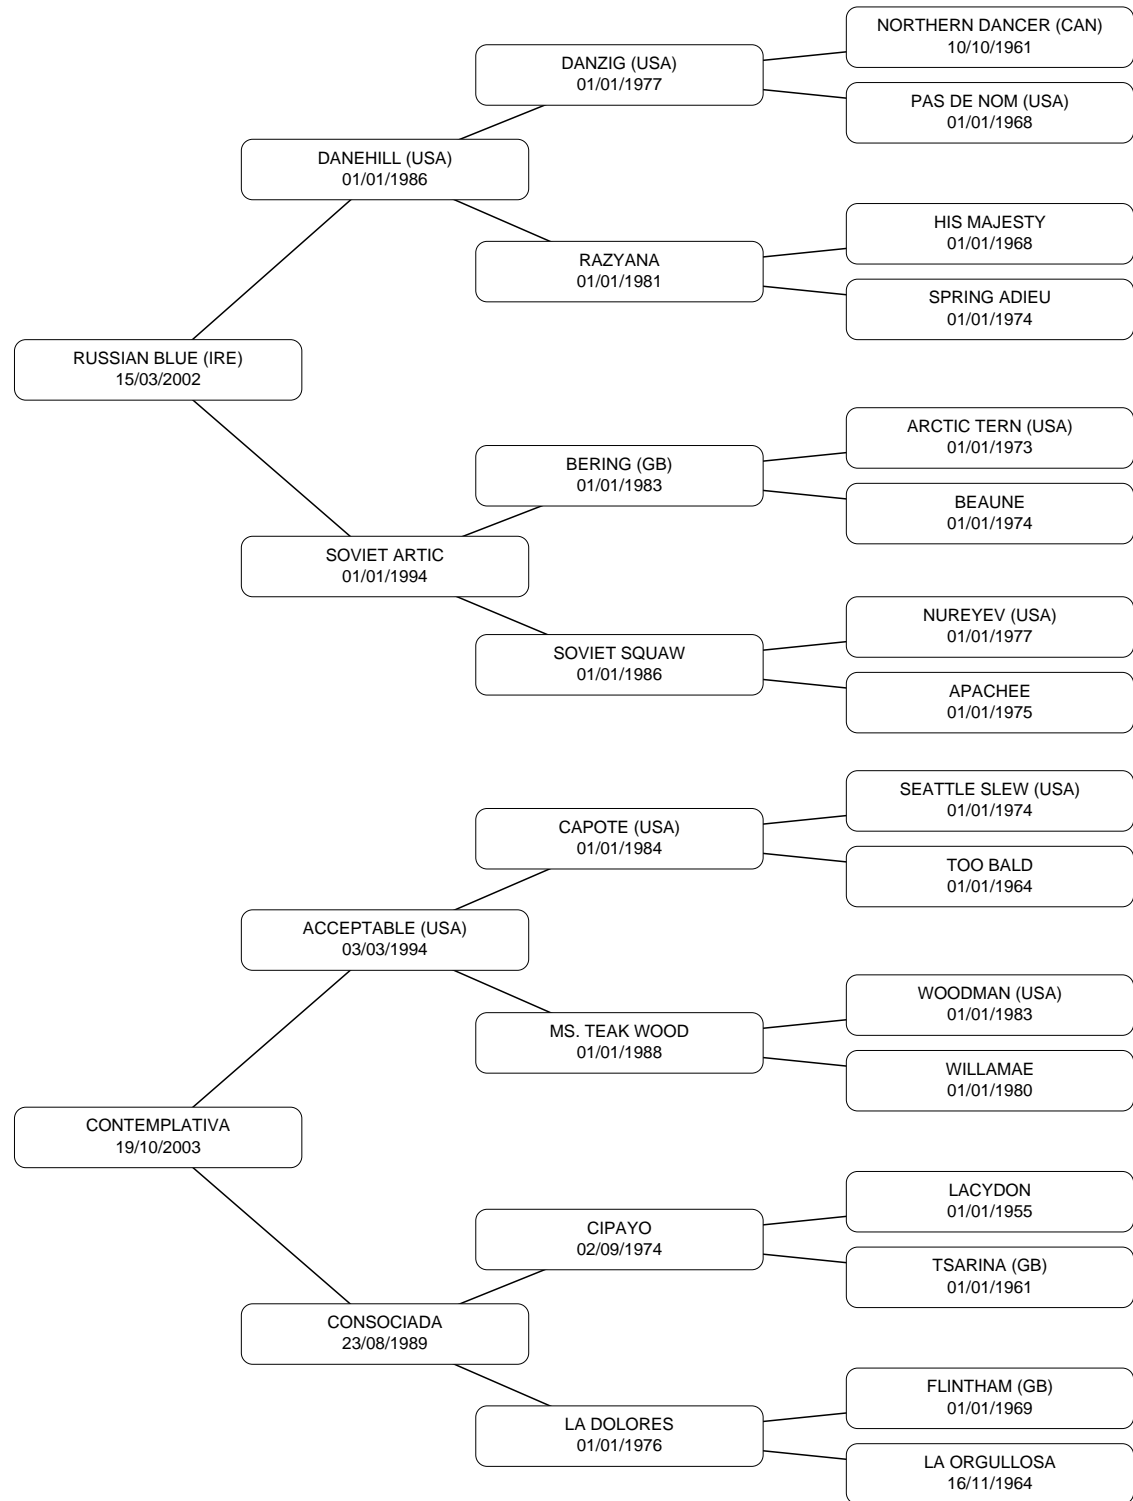 NORTHERN DANCER (CAN)
10/10/1961
DANZIG (USA)
01/01/1977
PAS DE NOM (USA)
01/01/1968
DANEHILL (USA)
01/01/1986
HIS MAJESTY
01/01/1968
RAZYANA
01/01/1981
SPRING ADIEU
01/01/1974
RUSSIAN BLUE (IRE)
15/03/2002
ARCTIC TERN (USA)
01/01/1973
BERING (GB)
01/01/1983
BEAUNE
01/01/1974
SOVIET ARTIC
01/01/1994
NUREYEV (USA)
01/01/1977
SOVIET SQUAW
01/01/1986
APACHEE
01/01/1975
SEATTLE SLEW (USA)
01/01/1974
CAPOTE (USA)
01/01/1984
TOO BALD
01/01/1964
ACCEPTABLE (USA)
03/03/1994
WOODMAN (USA)
01/01/1983
MS. TEAK WOOD
01/01/1988
WILLAMAE
01/01/1980
CONTEMPLATIVA
19/10/2003
LACYDON
01/01/1955
CIPAYO
02/09/1974
TSARINA (GB)
01/01/1961
CONSOCIADA
23/08/1989
FLINTHAM (GB)
01/01/1969
LA DOLORES
01/01/1976
LA ORGULLOSA
16/11/1964